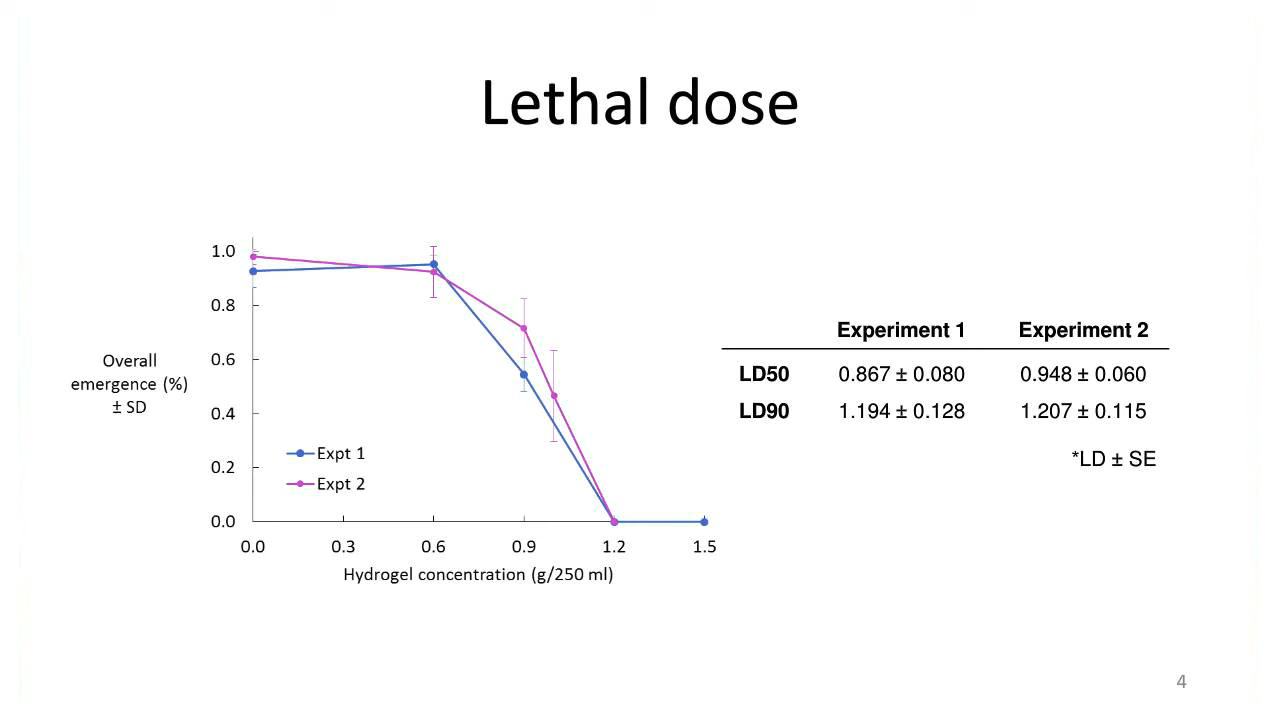 Lethal dose
Overall
emergence (%)
± SD
1.0
0.8
0.6
0.4
0.2
0.0
Expt 1
Expt 2
0.0 0.3 0.6 0.9 1.2 1.5
Hydrogel concentration (g/250 ml)
Experiment 1 Experiment 2
LD50 0.867 ± 0.080 0.948 ± 0.060
LD90 1.194 ± 0.128 1.207 ± 0.115
*LD ± SE
4